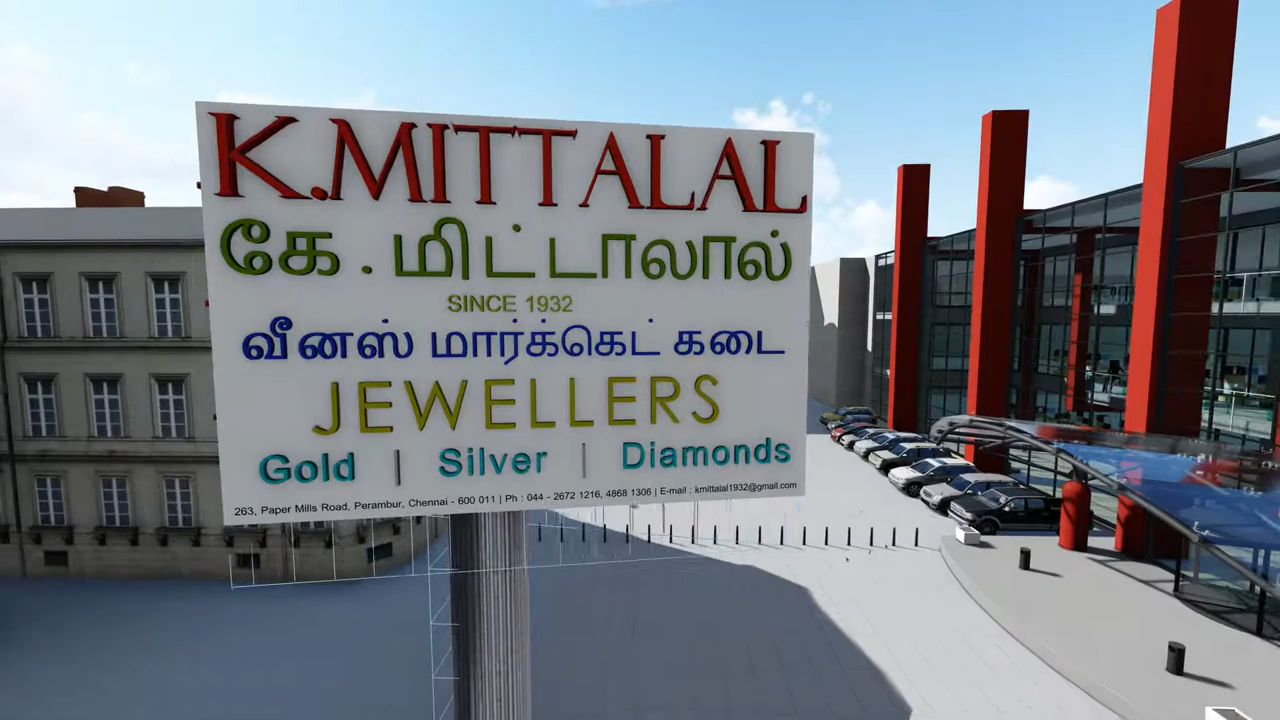 K.MITTALAL
கே . மிட்டாலால்
SINCE 1932
வீனஸ் மார்க்கெட் கடை
JEWELLERS
Gold | Silver | Diamonds
263, Paper Mills Road, Perambur, Chennai - 600 011 | Ph : 044 - 2672 1216, 4868 1306 | E-mail : kmittalal1932@gmail.com